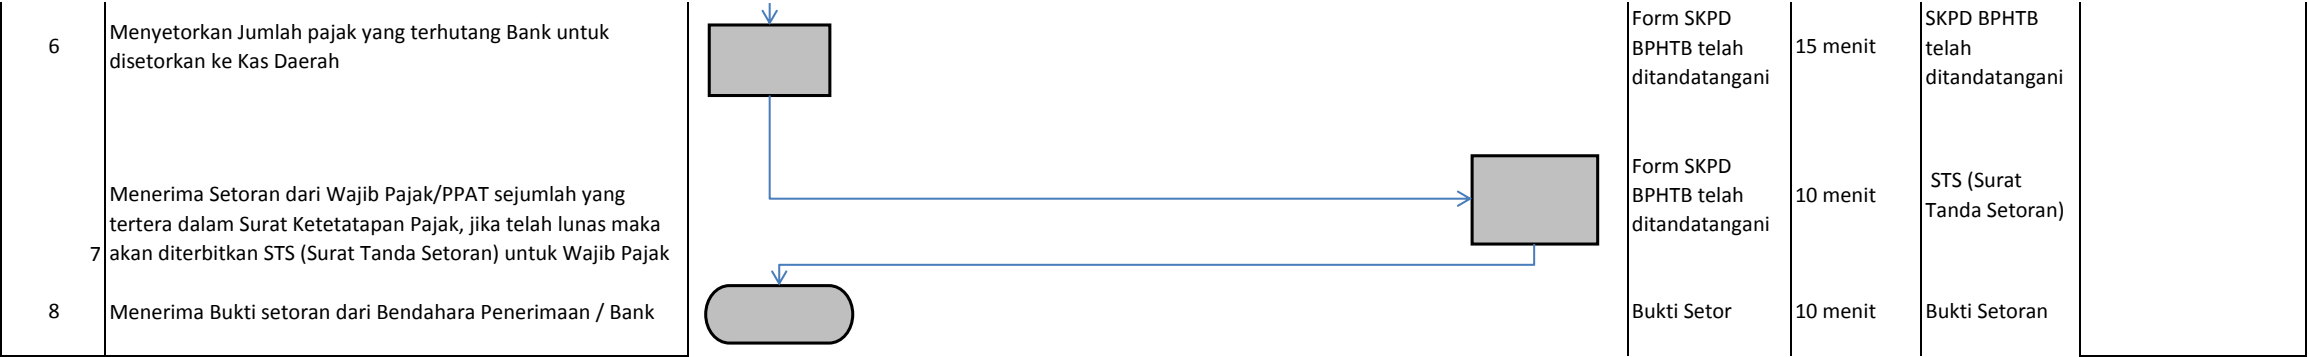 6
Menyetorkan Jumlah pajak yang terhutang Bank untuk
disetorkan ke Kas Daerah
Form SKPD
BPHTB telah
ditandatangani
15 menit
SKPD BPHTB
telah
ditandatangani
7
Menerima Setoran dari Wajib Pajak/PPAT sejumlah yang
tertera dalam Surat Ketetatapan Pajak, jika telah lunas maka
akan diterbitkan STS (Surat Tanda Setoran) untuk Wajib Pajak
Form SKPD
BPHTB telah
ditandatangani
10 menit
STS (Surat
Tanda Setoran)
8
Menerima Bukti setoran dari Bendahara Penerimaan / Bank
Bukti Setor
10 menit
Bukti Setoran